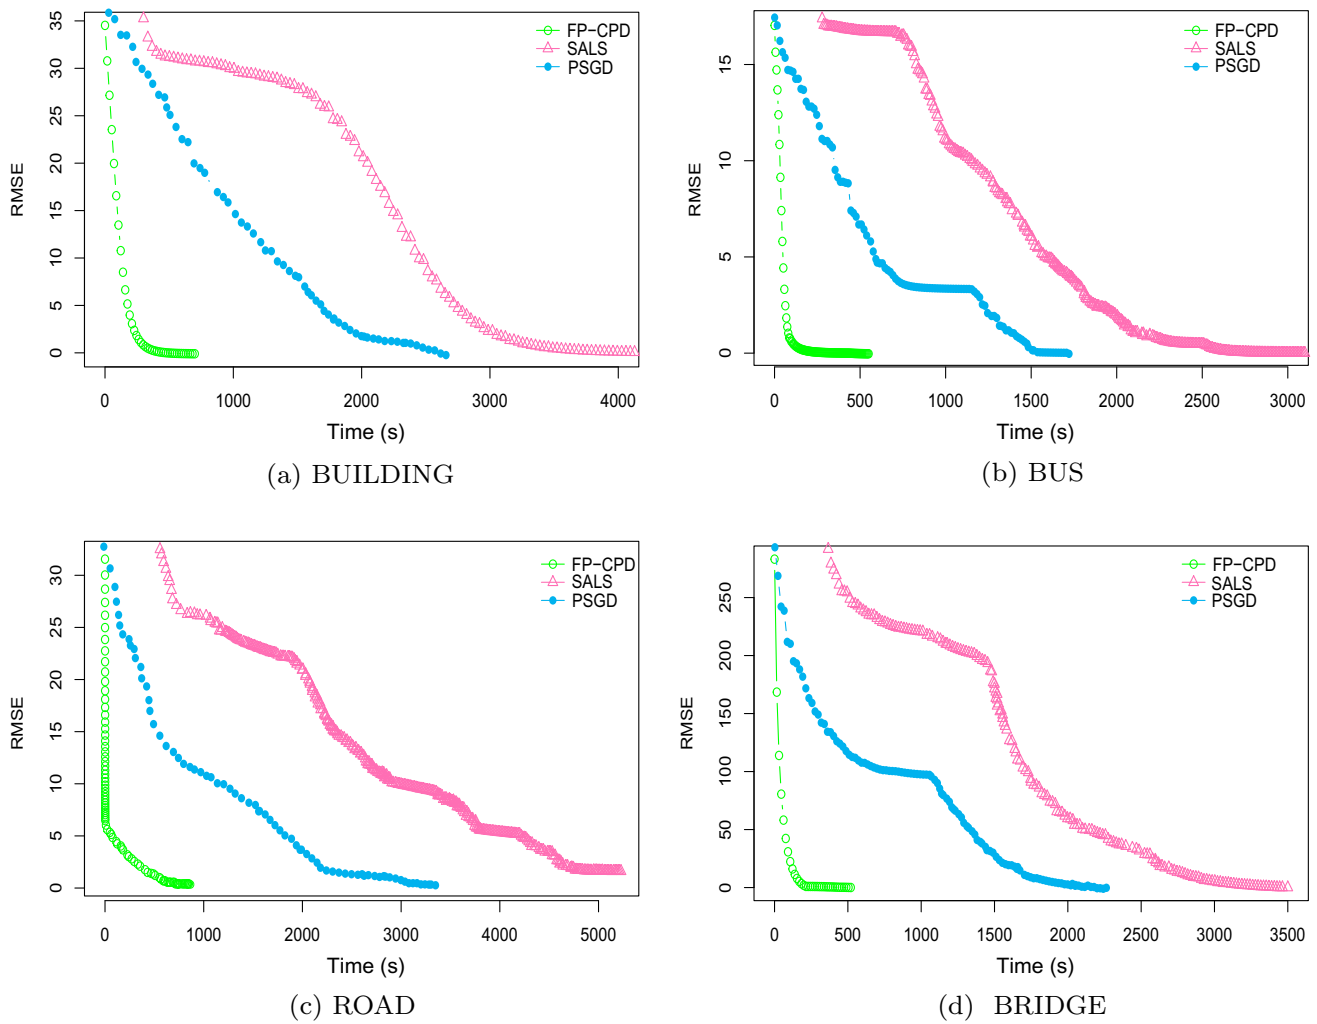 35
30
25
20
15
10
5
0
RMSE
FP−CPD
SALS
PSGD
0 1000 2000 3000 4000
Time (s)
(a) BUILDING
15
10
5
0
RMSE
FP−CPD
SALS
PSGD
0 500 1000 1500 2000 2500 3000
Time (s)
(b) BUS
30
25
20
15
10
5
0
RMSE
FP−CPD
SALS
PSGD
0 1000 2000 3000 4000 5000
Time (s)
(c) ROAD
250
200
150
100
50
0
RMSE
FP−CPD
SALS
PSGD
0 500 1000 1500 2000 2500 3000 3500
Time (s)
(d) BRIDGE